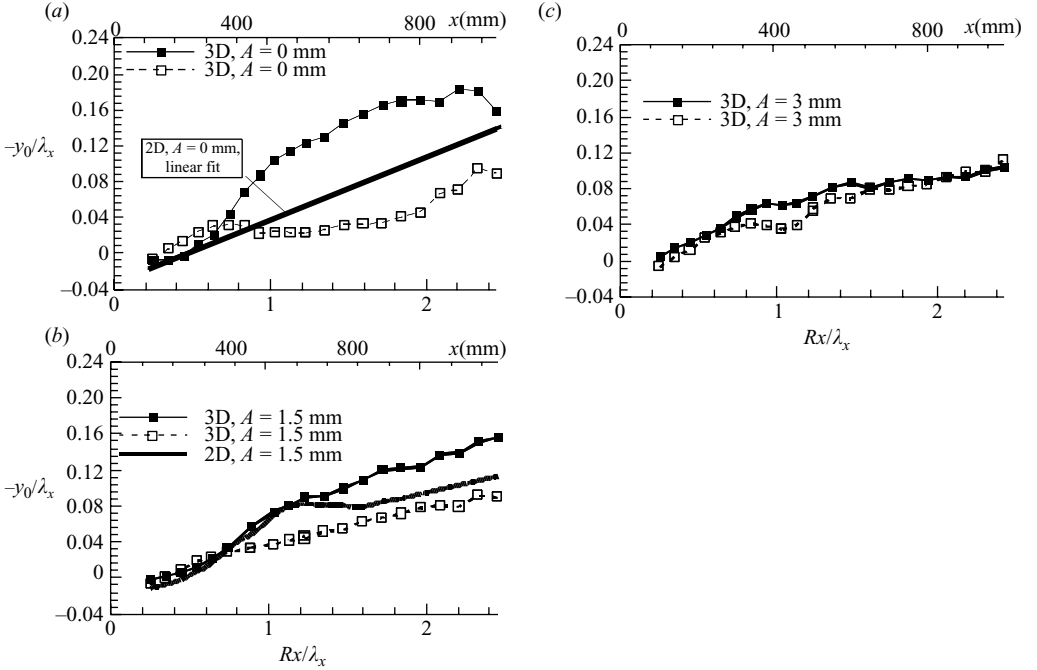 (a)
0 400 800 x(mm)
0.24
0.20
0.16
−y0/λx
0.12
0.08
0.04
0
−0.04
3D, A = 0 mm
3D, A = 0 mm
2D, A = 0 mm,
linear fit
0 1 2
(b)
0 400 800 x(mm)
0.24
0.20
0.16
0.12
−y0/λx
0.08
0.04
0
−0.04
3D, A = 1.5 mm
3D, A = 1.5 mm
2D, A = 1.5 mm
0 1 2
Rx/λx
(c)
0 400 800 x(mm)
0.24
0.20
0.16
0.12
0.08
0.04
0
−0.04
3D, A = 3 mm
3D, A = 3 mm
0 1 2
Rx/λx